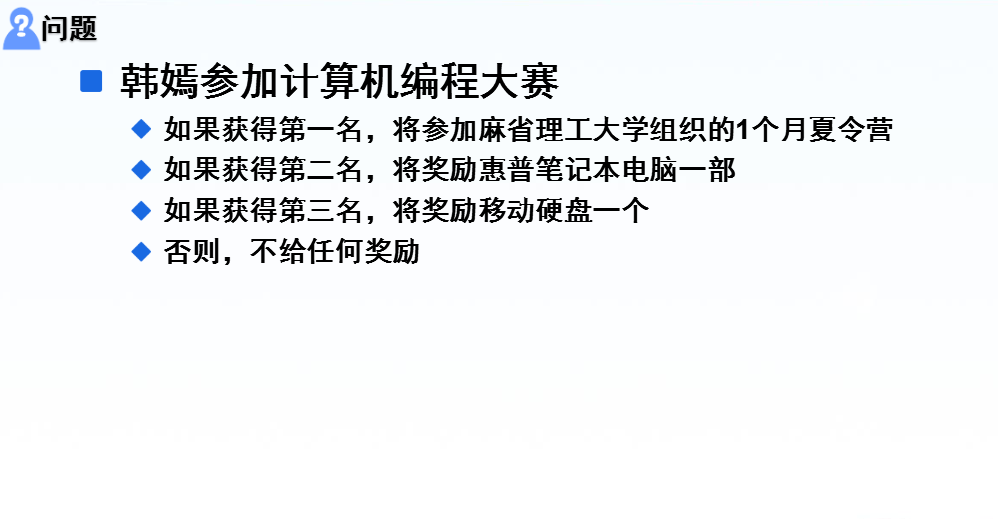 问题
韩嫣参加计算机编程大赛
如果获得第一名，将参加麻省理工大学组织的1个月夏令营
如果获得第二名，将奖励惠普笔记本电脑一部
如果获得第三名，将奖励移动硬盘一个
否则，不给任何奖励